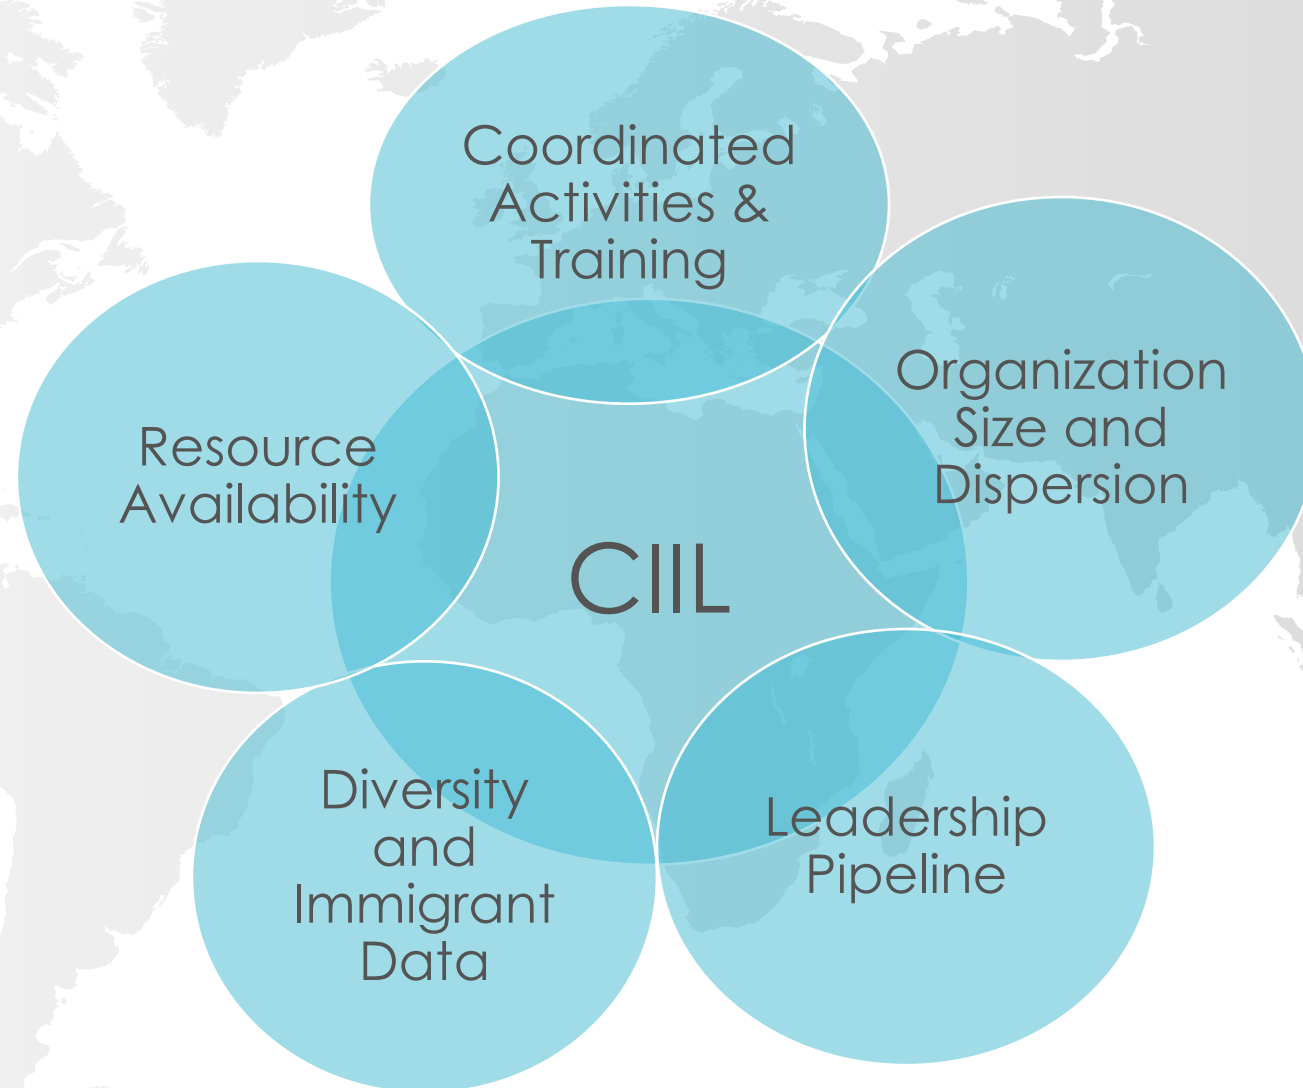 Coordinated
Activities &
Training
Organization
Size and
Dispersion
Resource
Availability
CIIL
Diversity
and
Immigrant
Data
Leadership
Pipeline